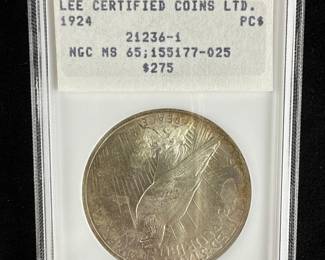 LEE CERTIFIED COINS LTD.
1924 PC$
21236-1
NGC MS 65;155177-025
$275